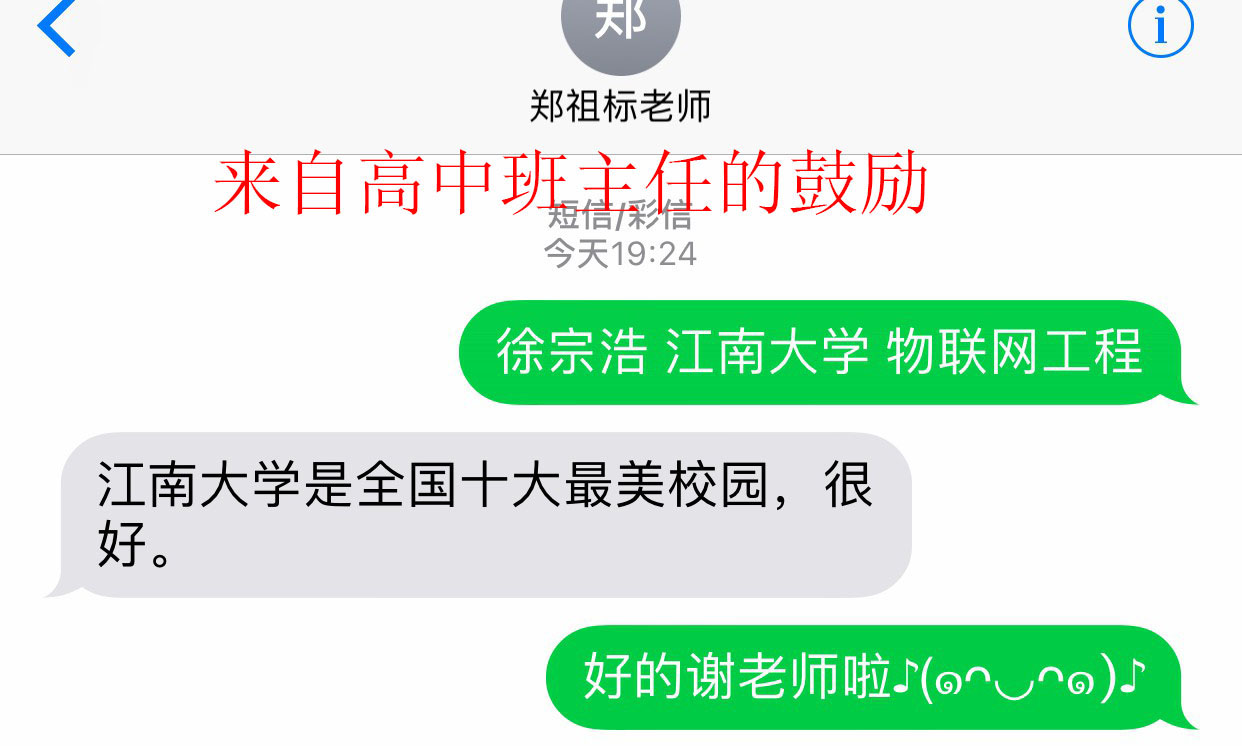 郑
郑祖标老师
来自高中班主任的鼓励
短信/彩信
今天19:24
徐宗浩 江南大学 物联网工程
江南大学是全国十大最美校园，很
好。
好的谢老师啦♪(๑ᴖ◡ᴖ๑)♪